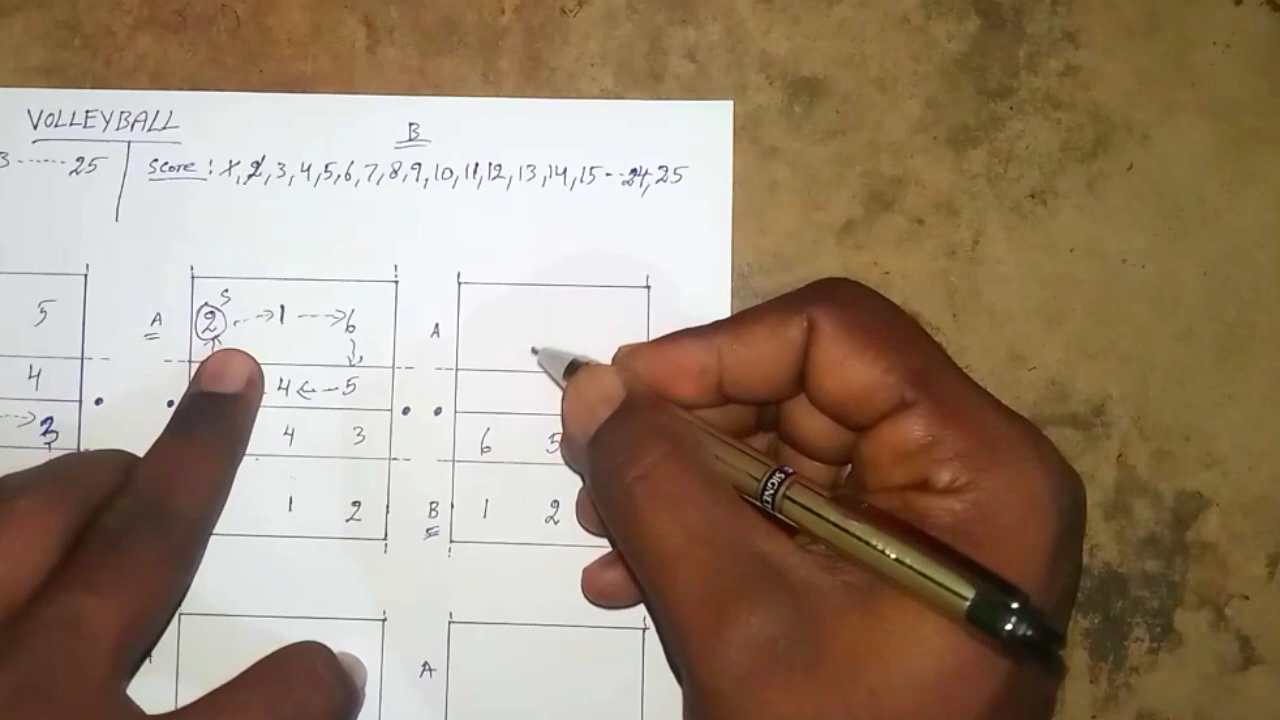 VOLLEYBALL
B
3 ------ 25
Score : 1, 2, 3, 4, 5, 6, 7, 8, 9, 10, 11, 12, 13, 14, 15 - - 24, 25
5
4
3
A
S
2 1 6
4 5
4 3
1 2
A
6 5
B 1 2
A
SIGNET